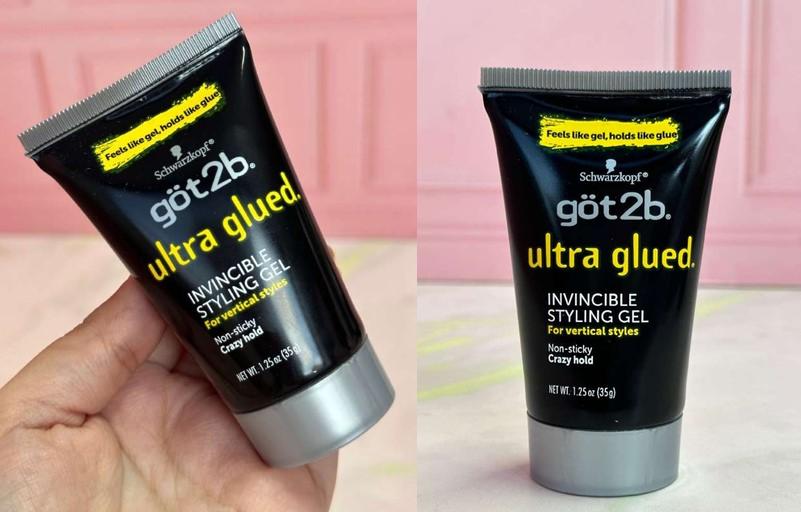 Feels like gel, holds like glue
Schwarzkopf®
göt2b.
ultra glued.
INVINCIBLE
STYLING GEL
For vertical styles
Non-sticky
Crazy hold
NET WT. 1.25 oz (35g)
Feels like gel, holds like glue
Schwarzkopf®
göt2b.
ultra glued.
INVINCIBLE
STYLING GEL
For vertical styles
Non-sticky
Crazy hold
NET WT. 1.25 oz (35g)